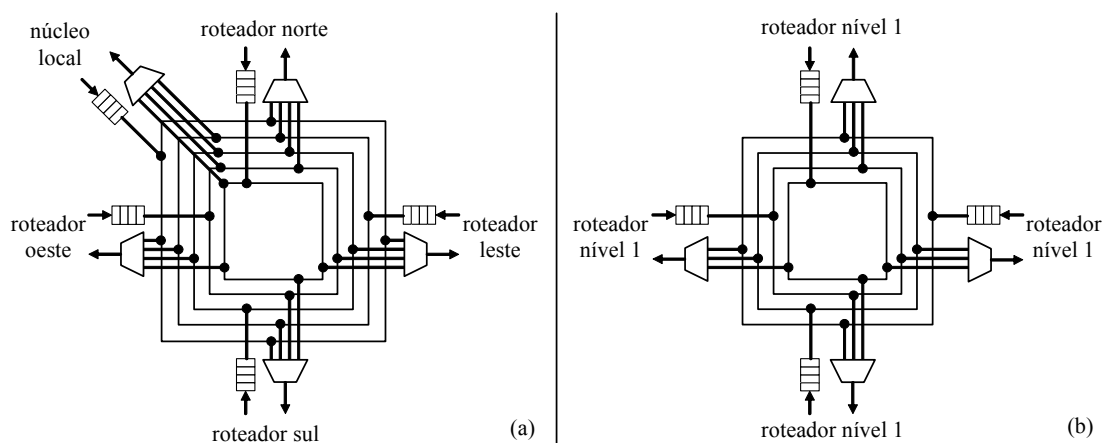 núcleo
local
roteador norte
roteador
oeste
roteador
leste
roteador sul
(a)
roteador nível 1
roteador
nível 1
roteador
nível 1
roteador nível 1
(b)